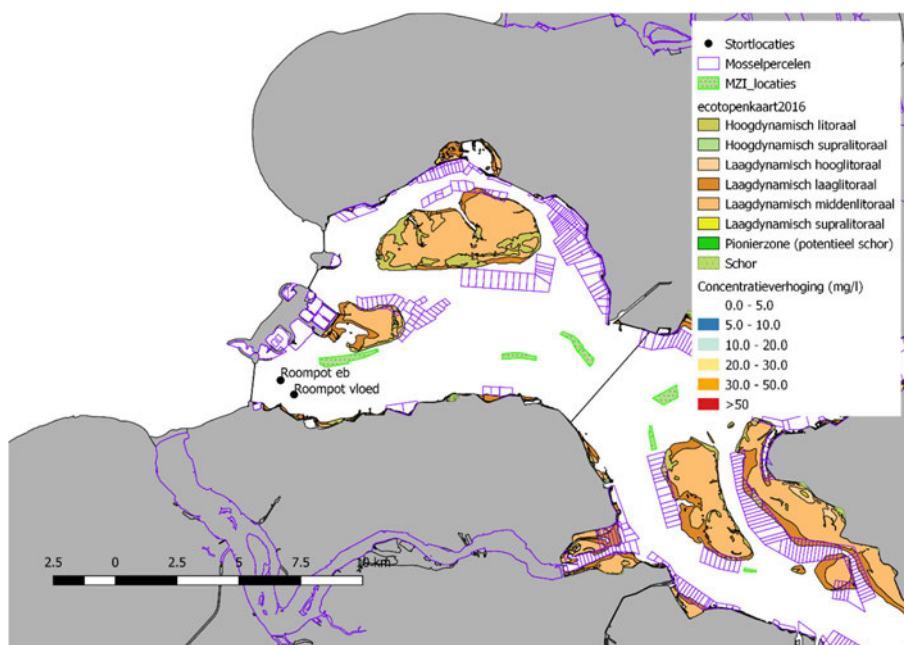 Stortlocaties
Mosselpercelen
MZI_locaties
ecotopenkaart2016
Hoogdynamisch litoraal
Hoogdynamisch supralitoraal
Laagdynamisch hooglitoraal
Laagdynamisch laaglitoraal
Laagdynamisch middenlitoraal
Laagdynamisch supralitoraal
Pionierzone (potentieel schor)
Schor
Concentratieverhoging (mg/l)
0.0 - 5.0
5.0 - 10.0
10.0 - 20.0
20.0 - 30.0
30.0 - 50.0
>50
Roompot eb
Roompot vloed
2.5 0 2.5 5 7.5 10 km